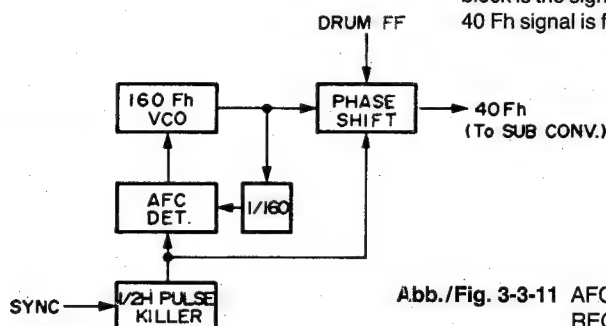 block is the sign
40 Fh signal is f
DRUM FF
160 Fh
VCO
PHASE
SHIFT
40 Fh
(To SUB CONV.)
AFC
DET.
1/160
SYNC
1/2H PULSE
KILLER
Abb./Fig. 3-3-11 AFC
REC